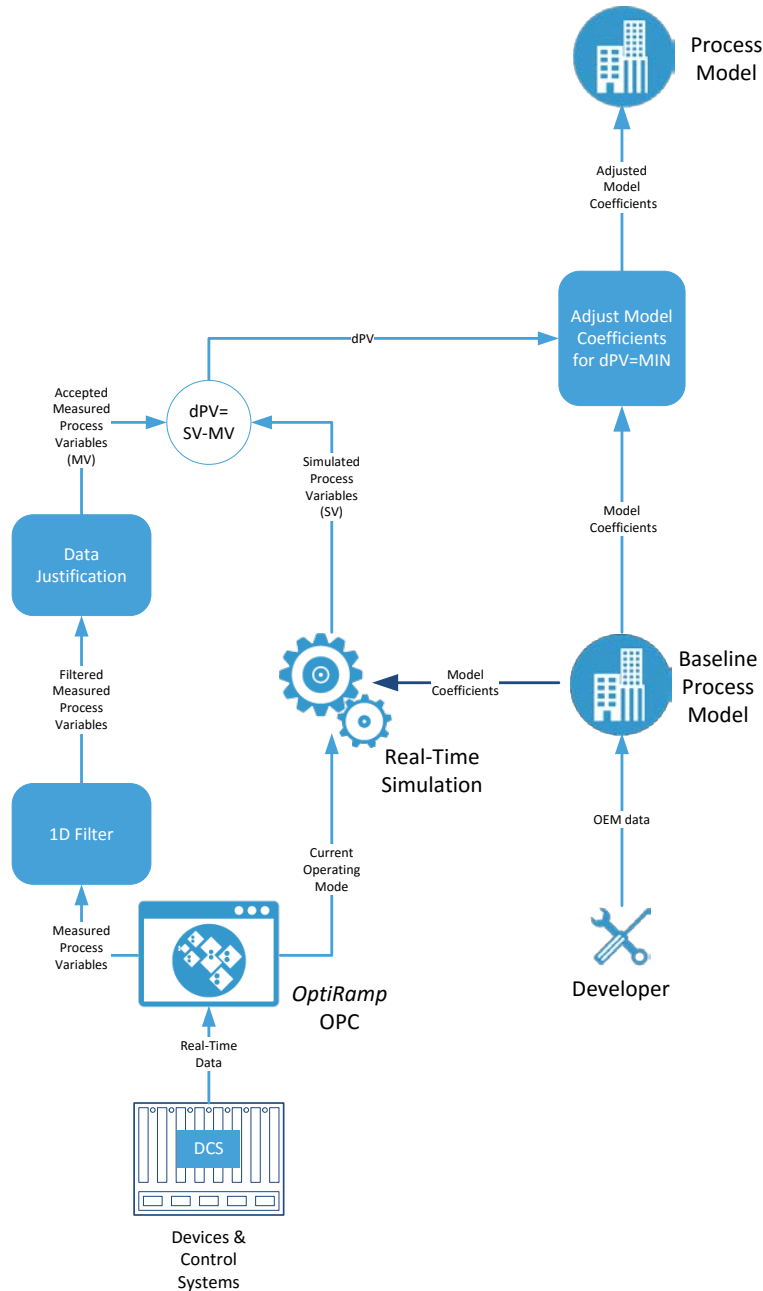 Process
Model
Adjusted
Model
Coefficients
Adjust Model
Coefficients
for dPV=MIN
dPV
Accepted
Measured
Process
Variables
(MV)
dPV=
SV-MV
Simulated
Process
Variables
(SV)
Model
Coefficients
Data
Justification
Filtered
Measured
Process
Variables
Model
Coefficients
Baseline
Process
Model
Real-Time
Simulation
1D Filter
OEM data
Current
Operating
Mode
Measured
Process
Variables
OptiRamp
OPC
Developer
Real-Time
Data
DCS
Devices &
Control
Systems